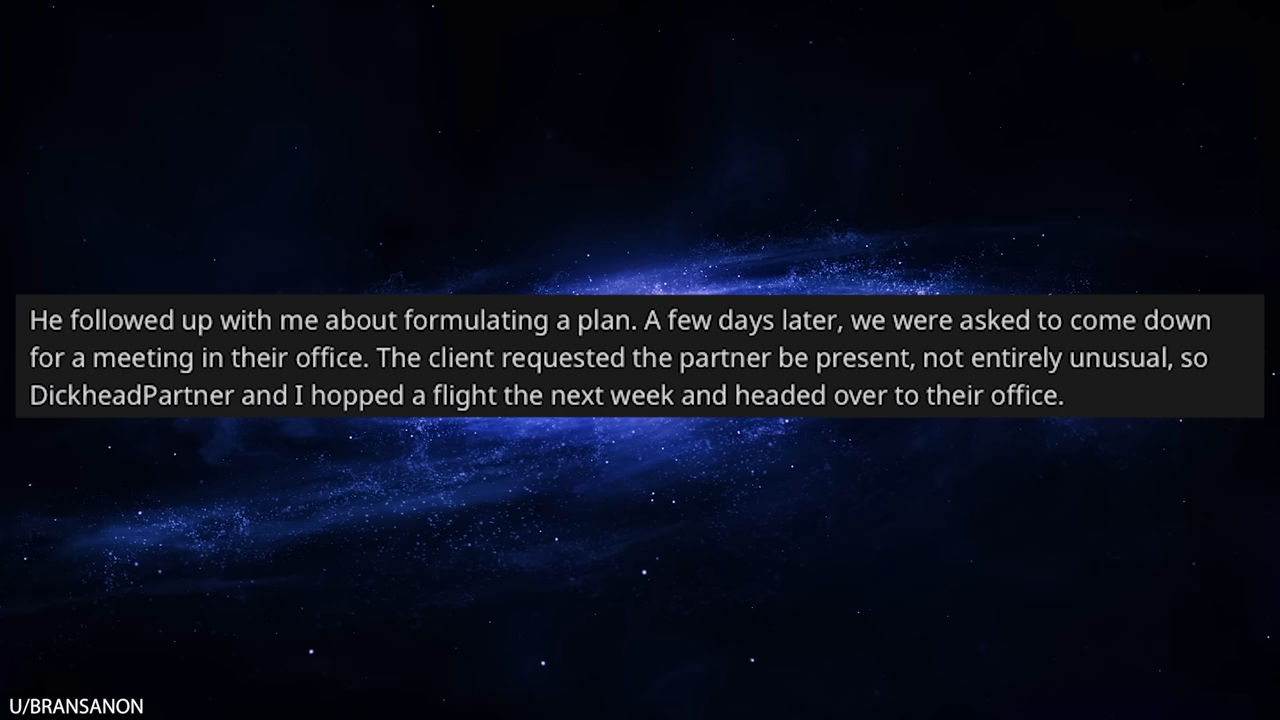 He followed up with me about formulating a plan. A few days later, we were asked to come down
for a meeting in their office. The client requested the partner be present, not entirely unusual, so
DickheadPartner and I hopped a flight the next week and headed over to their office.
U/BRANSANON